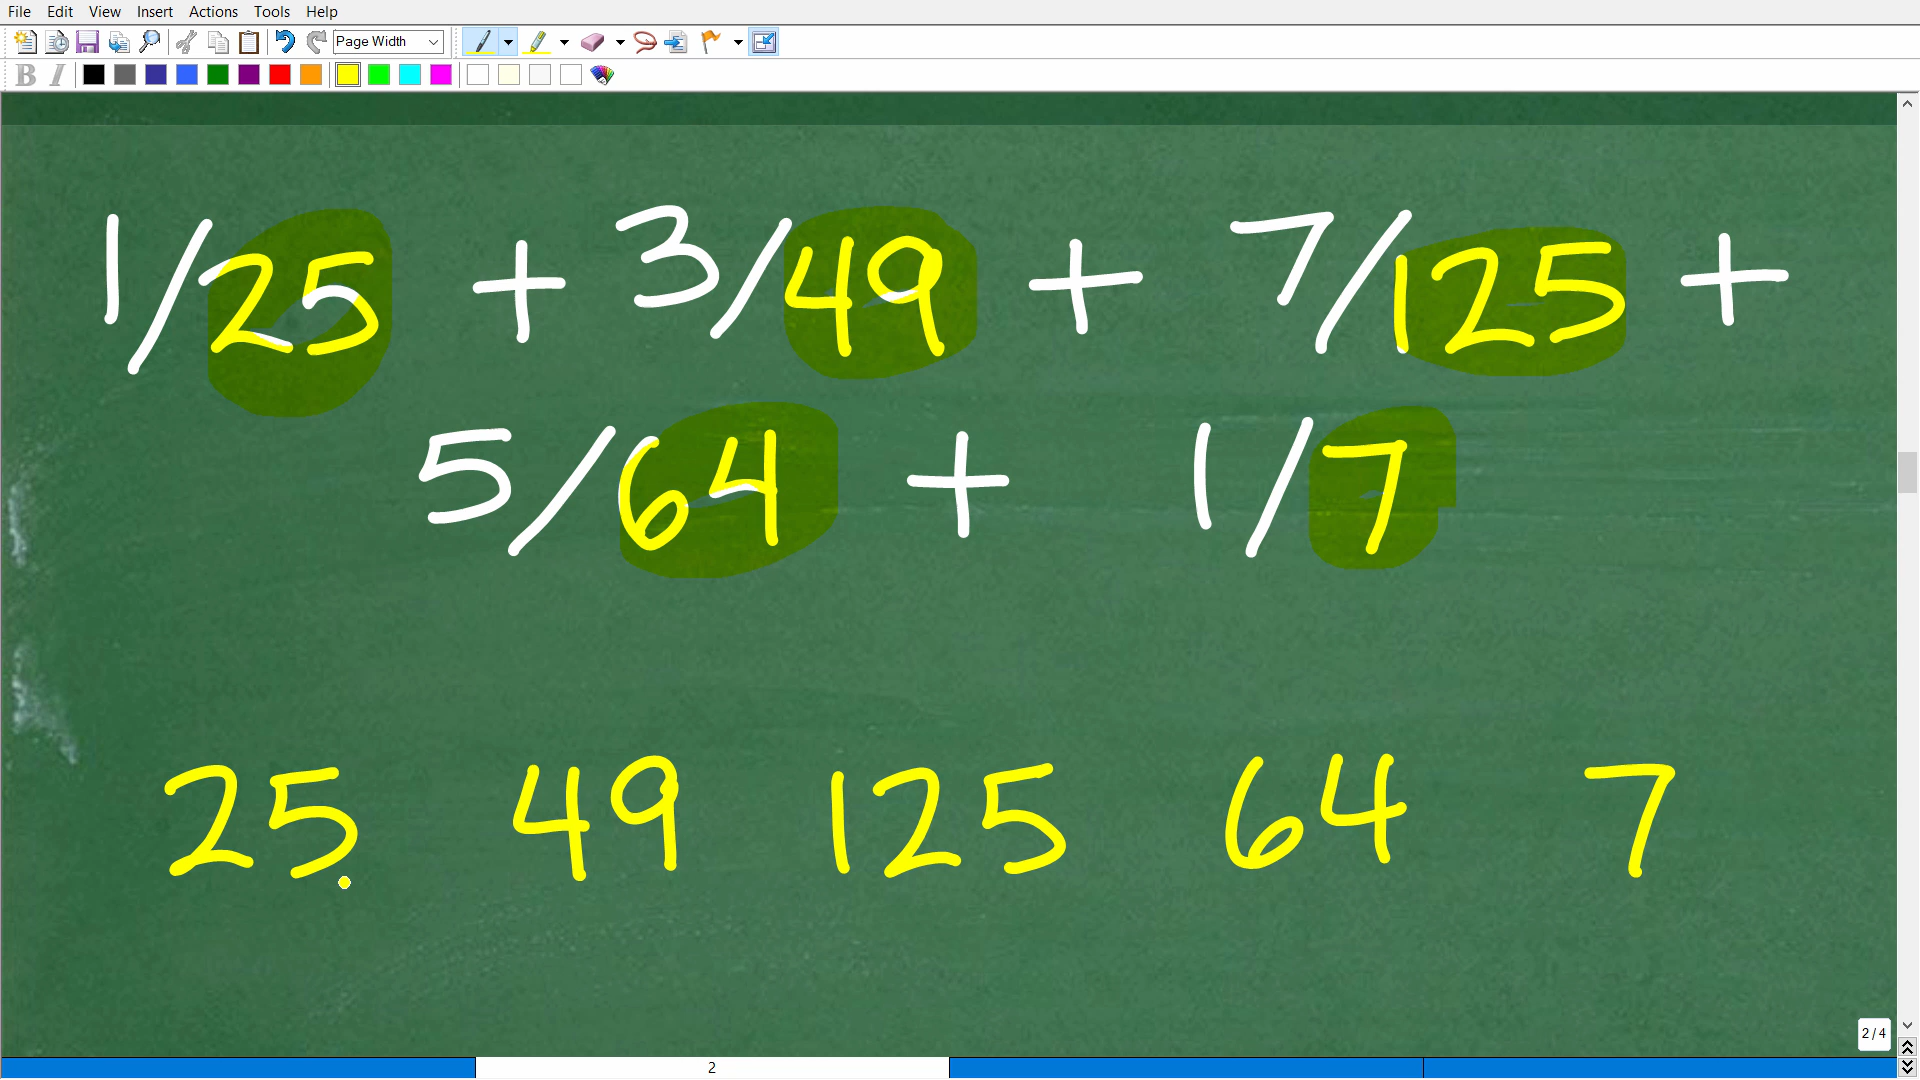 File Edit View Insert Actions Tools Help
Page Width
B I
1/25 + 3/49 + 7/125 +
5/64 + 1/7
25 49 125 64 7
2 / 4
2